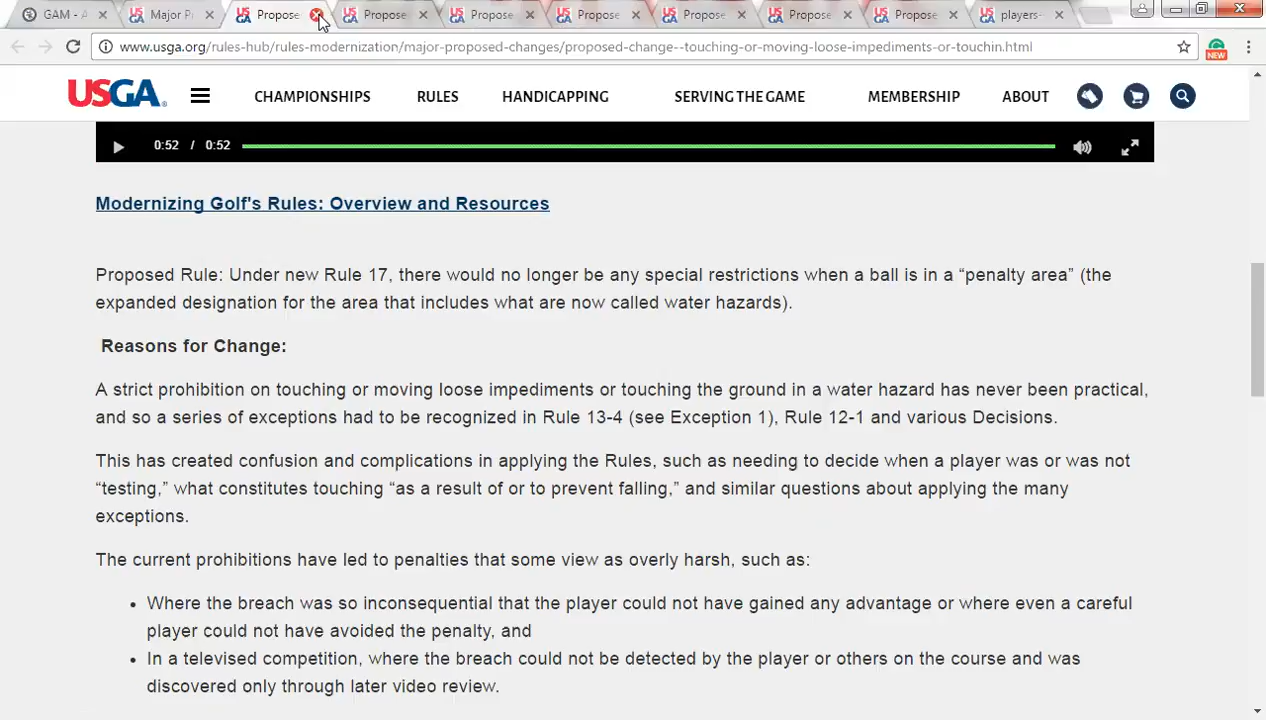 GAM - A
Major P
Propose
Propose
Propose
Propose
Propose
Propose
Propose
players-
www.usga.org/rules-hub/rules-modernization/major-proposed-changes/proposed-change--touching-or-moving-loose-impediments-or-touchin.html
NEW
USGA CHAMPIONSHIPS RULES HANDICAPPING SERVING THE GAME MEMBERSHIP ABOUT
0:52 / 0:52
Modernizing Golf's Rules: Overview and Resources
Proposed Rule: Under new Rule 17, there would no longer be any special restrictions when a ball is in a “penalty area” (the
expanded designation for the area that includes what are now called water hazards).
Reasons for Change:
A strict prohibition on touching or moving loose impediments or touching the ground in a water hazard has never been practical,
and so a series of exceptions had to be recognized in Rule 13-4 (see Exception 1), Rule 12-1 and various Decisions.
This has created confusion and complications in applying the Rules, such as needing to decide when a player was or was not
“testing,” what constitutes touching “as a result of or to prevent falling,” and similar questions about applying the many
exceptions.
The current prohibitions have led to penalties that some view as overly harsh, such as:
• Where the breach was so inconsequential that the player could not have gained any advantage or where even a careful
player could not have avoided the penalty, and
• In a televised competition, where the breach could not be detected by the player or others on the course and was
discovered only through later video review.